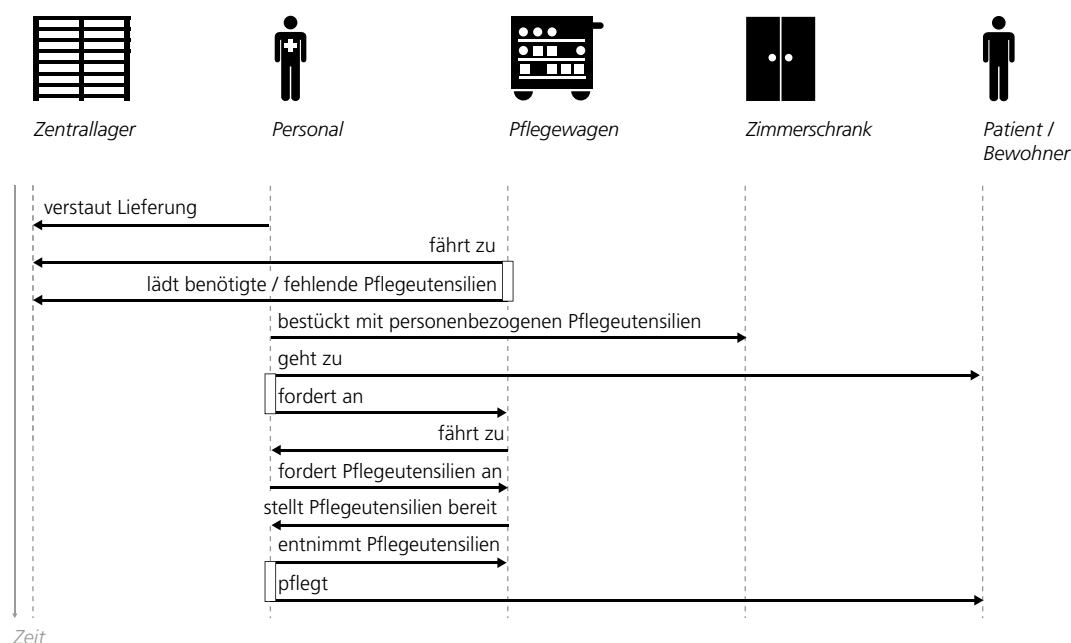 Zentrallager
Personal
Pflegewagen
Zimmerschrank
Patient /
Bewohner
verstaut Lieferung
fährt zu
lädt benötigte / fehlende Pflegeutensilien
bestückt mit personenbezogenen Pflegeutensilien
geht zu
fordert an
fährt zu
fordert Pflegeutensilien an
stellt Pflegeutensilien bereit
entnimmt Pflegeutensilien
pflegt
Zeit